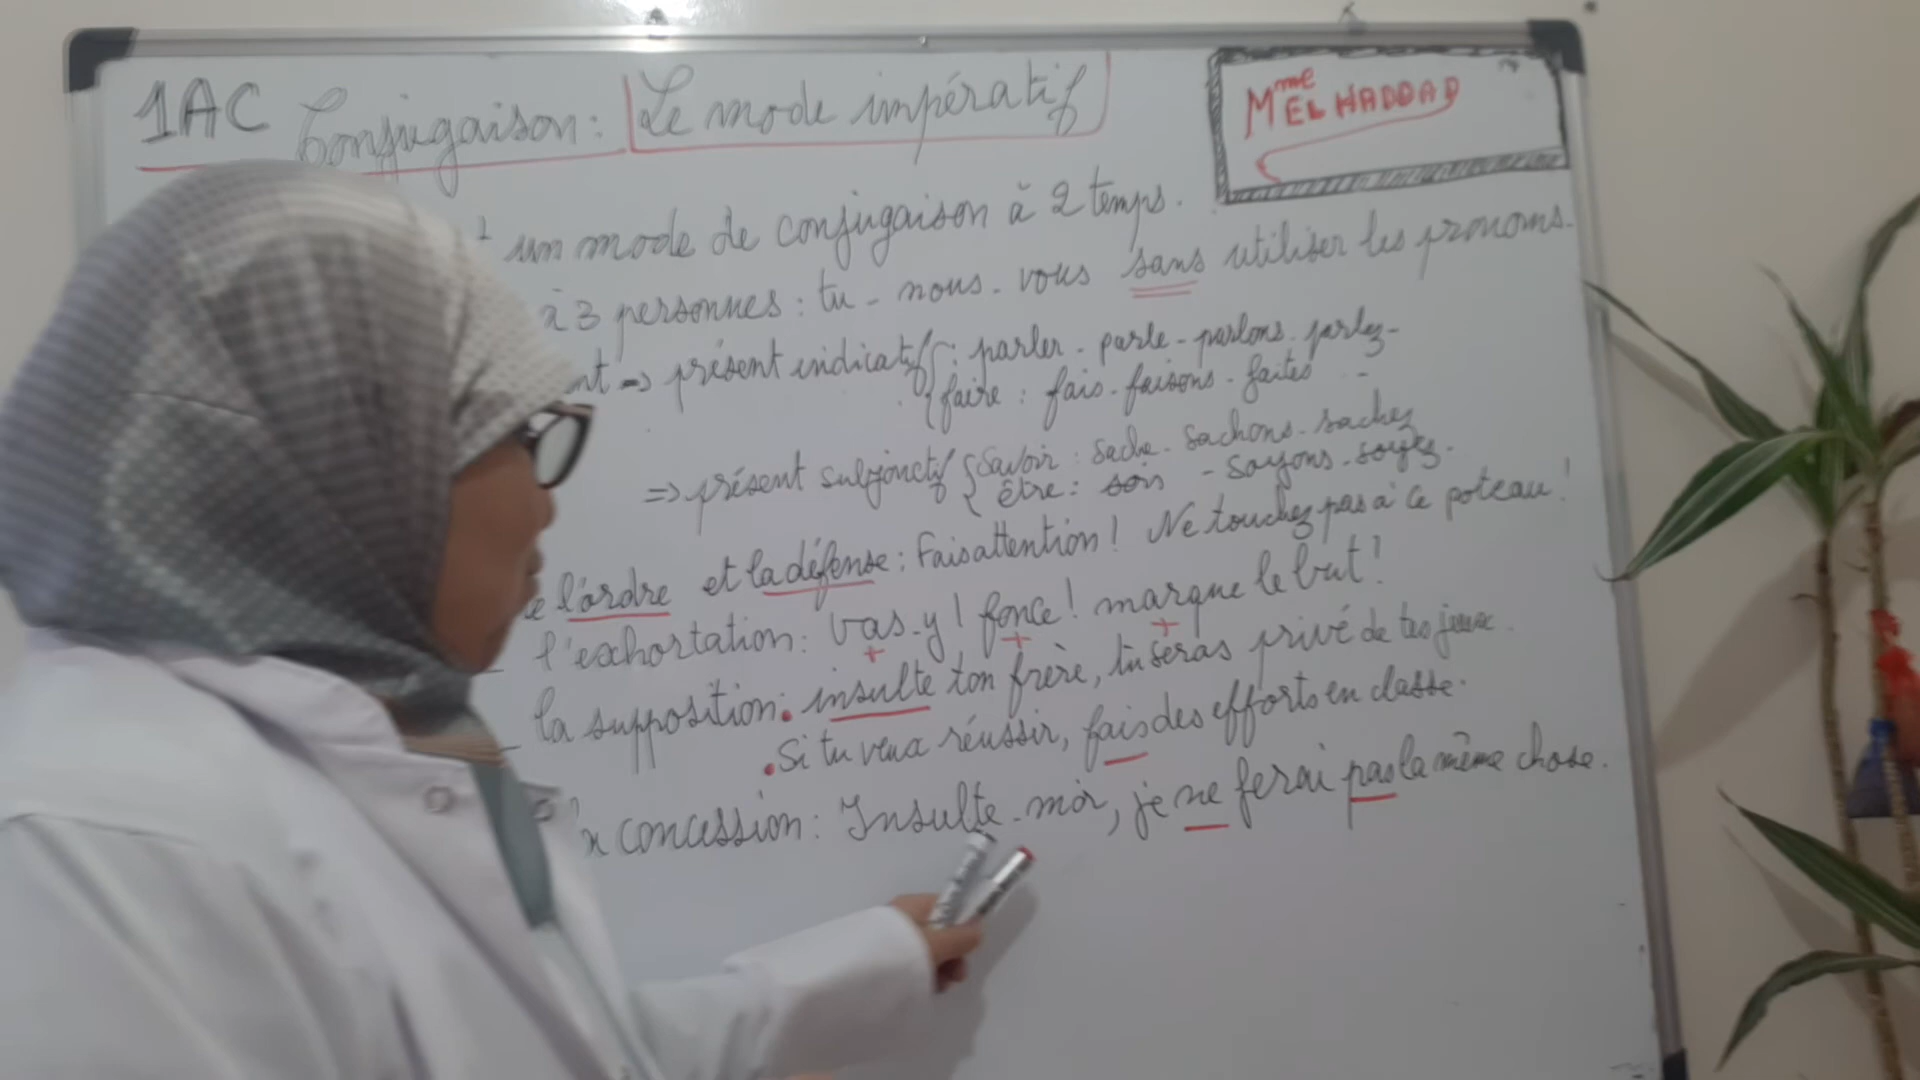 1AC Conjugaison: Le mode impératif
Mme EL HADDAD
un mode de conjugaison à 2 temps.
à 3 personnes: tu - nous - vous sans utiliser les pronoms.
nt => présent indicatif { : parler - parle - parlons - parlez -
{ faire : fais - faisons - faites -
=> présent subjonctif { Savoir : sache - sachons - sachez
{ être : sois - soyons - soyez.
l'ordre et la défense : Fais attention ! Ne touchez pas à ce poteau !
- l'exhortation : Vas-y ! fonce ! marque le but !
+ + +
- la supposition : insulte ton frère, tu seras privé de tes jeux.
. Si tu veux réussir, fais des efforts en classe.
concession : Insulte-moi, je ne ferai pas la même chose.